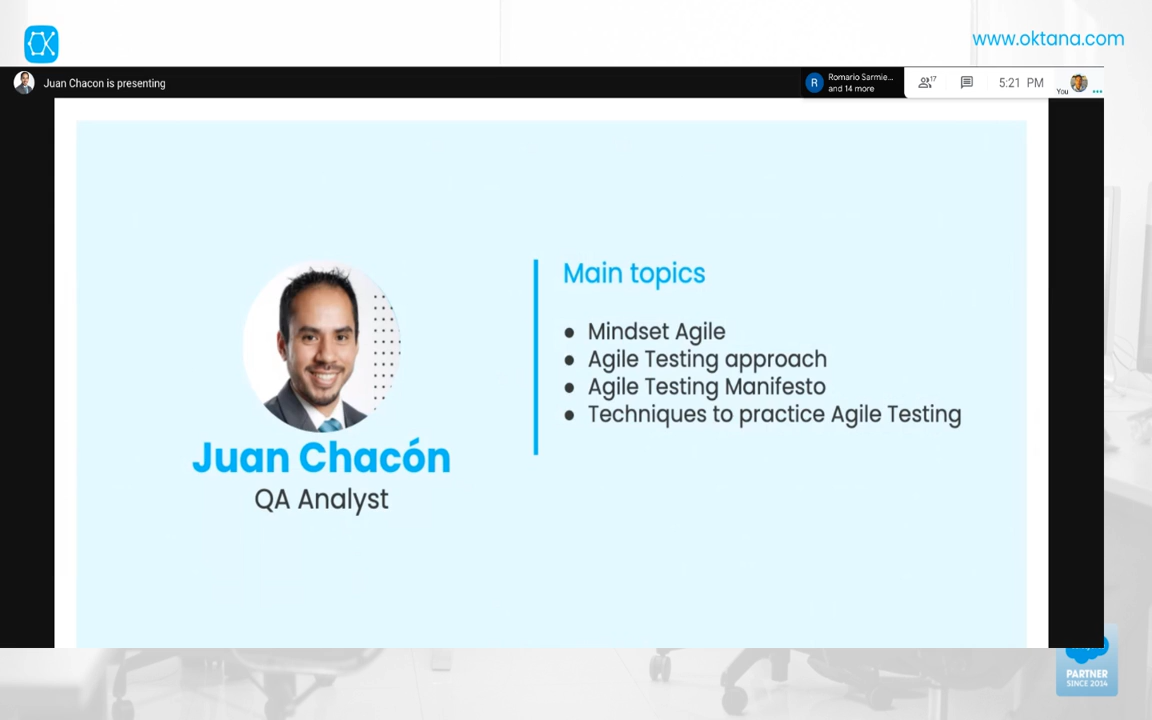 www.oktana.com
Juan Chacon is presenting
R
Romario Sarmie...
and 14 more
17
5:21 PM
You
Main topics
● Mindset Agile
● Agile Testing approach
● Agile Testing Manifesto
● Techniques to practice Agile Testing
Juan Chacón
QA Analyst
PARTNER
SINCE 2014